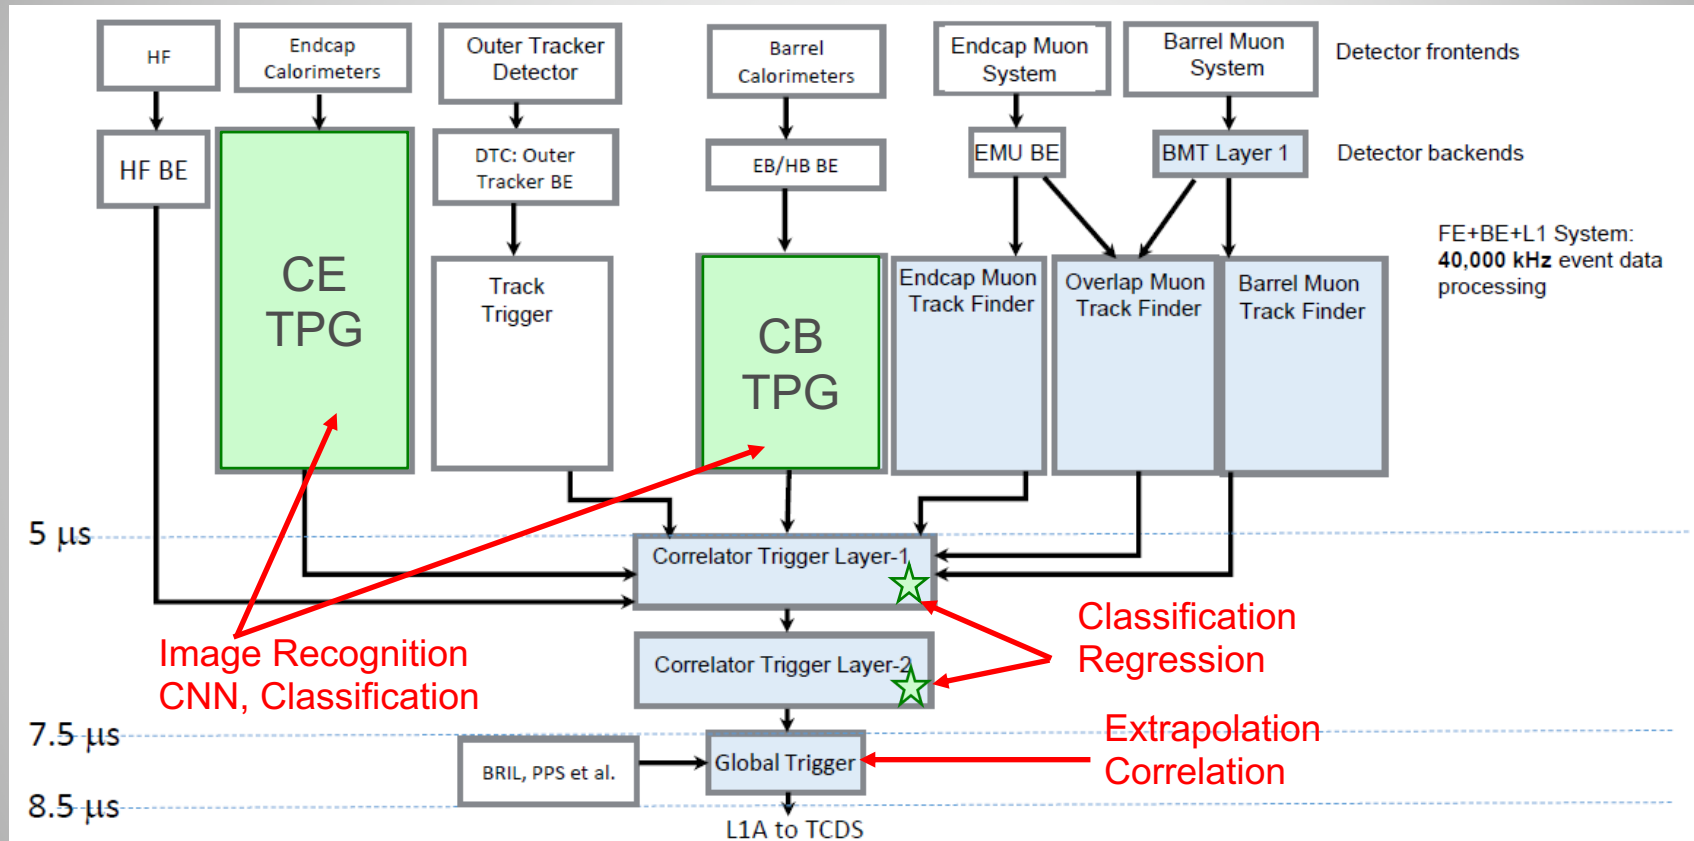 HF
Endcap
Calorimeters
Outer Tracker
Detector
Barrel
Calorimeters
Endcap Muon
System
Barrel Muon
System
Detector frontends
HF BE
DTC: Outer
Tracker BE
EB/HB BE
EMU BE
BMT Layer 1
Detector backends
CE
TPG
Track
Trigger
CB
TPG
Endcap Muon
Track Finder
Overlap Muon
Track Finder
Barrel Muon
Track Finder
FE+BE+L1 System:
40,000 kHz event data
processing
5 µs
Correlator Trigger Layer-1
Image Recognition
CNN, Classification
Correlator Trigger Layer-2
Classification
Regression
7.5 µs
BRIL, PPS et al.
Global Trigger
Extrapolation
Correlation
8.5 µs
L1A to TCDS